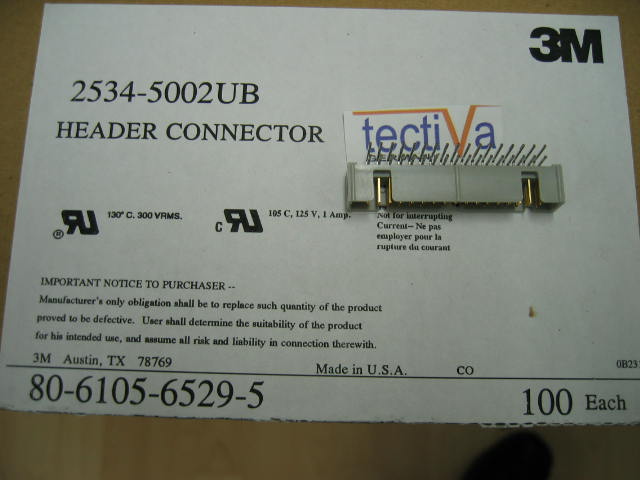 3M
2534-5002UB
HEADER CONNECTOR
tectiva
130° C. 300 VRMS.
105 C, 125 V, 1 Amp.
Not for interrupting
Current– Ne pas
employer pour la
rupture du courant
IMPORTANT NOTICE TO PURCHASER --
Manufacturer's only obligation shall be to replace such quantity of the product
proved to be defective. User shall determine the suitability of the product
for his intended use, and assume all risk and liability in connection therewith.
3M Austin, TX 78769
Made in U.S.A. CO
80-6105-6529-5
100 Each